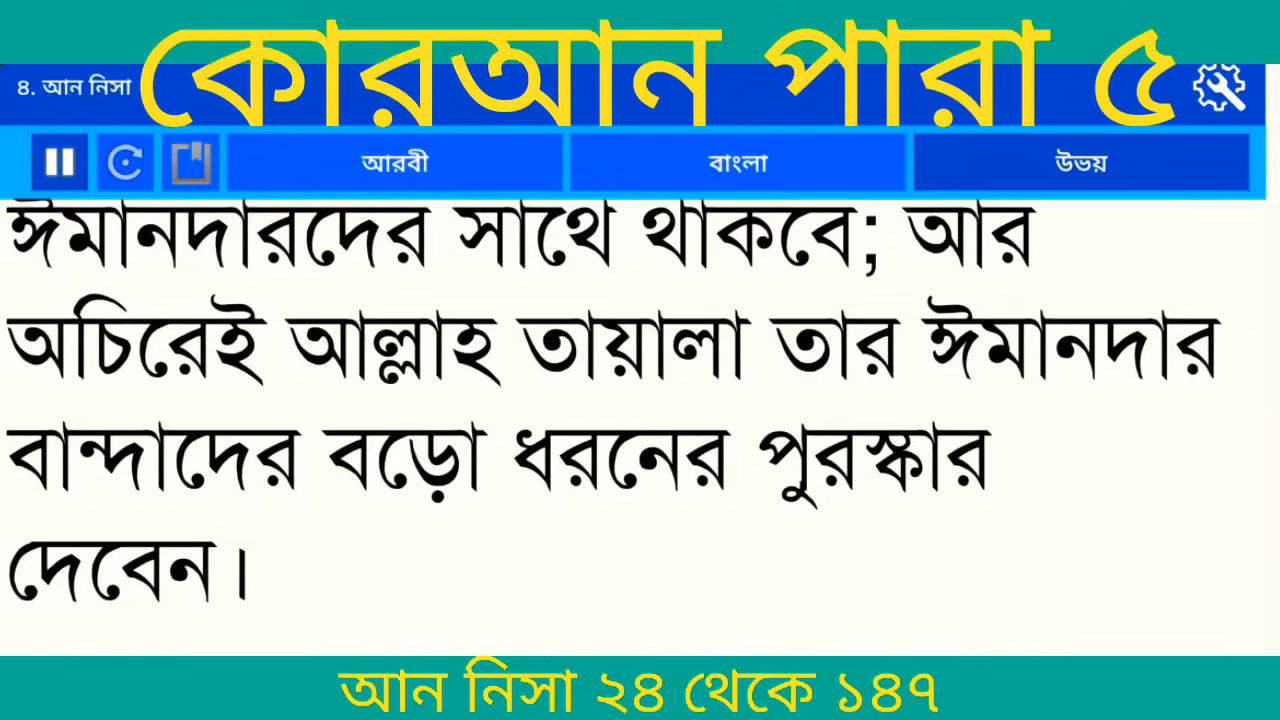 কোরআন পারা ৫
৪. আন নিসা
আরবী বাংলা উভয়
ঈমানদারদের সাথে থাকবে; আর
অচিরেই আল্লাহ তায়ালা তার ঈমানদার
বান্দাদের বড়ো ধরনের পুরস্কার
দেবেন।
আন নিসা ২৪ থেকে ১৪৭